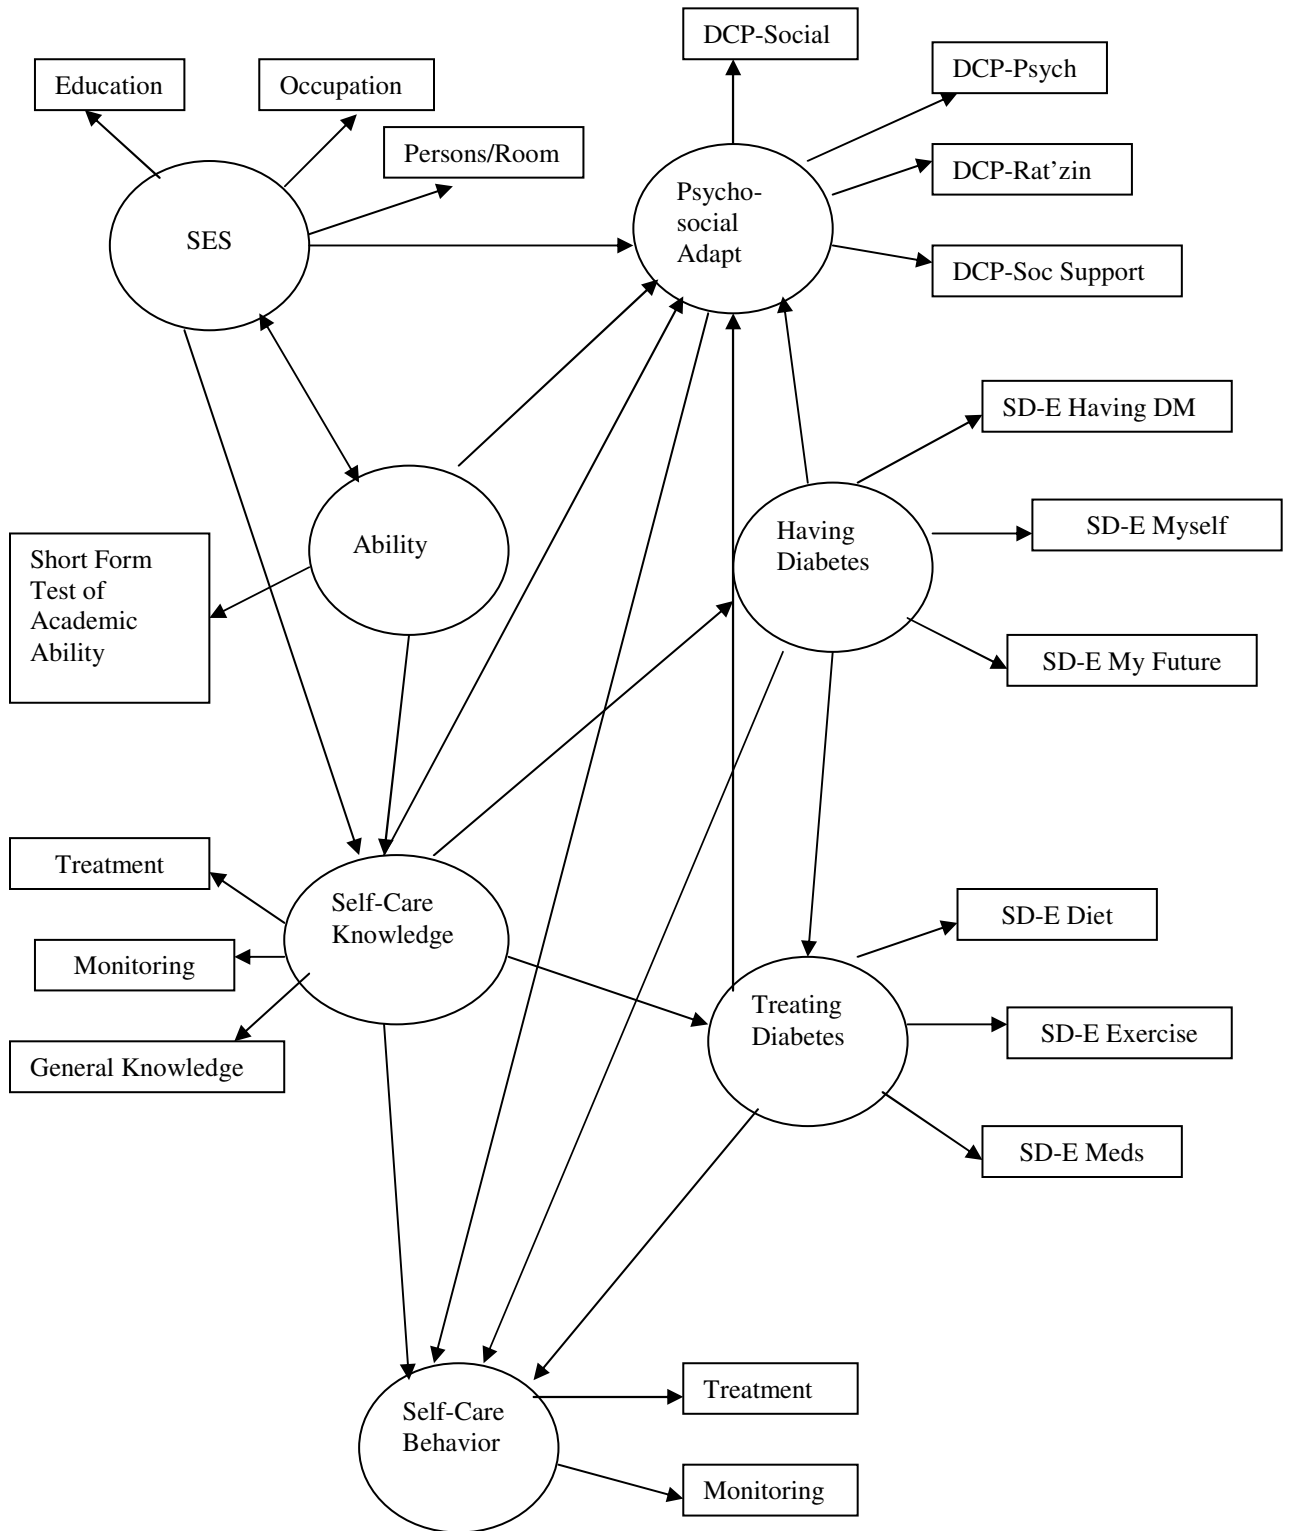 DCP-Social
DCP-Psych
Education
Occupation
Persons/Room
DCP-Rat’zin
Psycho-
social
Adapt
SES
DCP-Soc Support
SD-E Having DM
SD-E Myself
Having
Diabetes
Ability
Short Form
Test of
Academic
Ability
SD-E My Future
Treatment
Self-Care
Knowledge
SD-E Diet
Monitoring
Treating
Diabetes
SD-E Exercise
General Knowledge
SD-E Meds
Treatment
Self-Care
Behavior
Monitoring